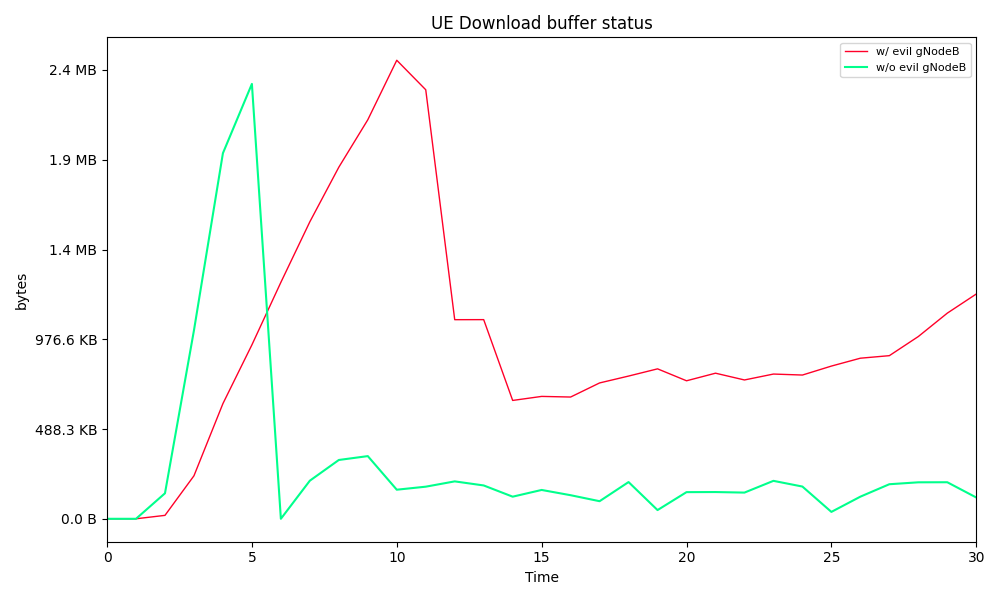 UE Download buffer status
w/ evil gNodeB
w/o evil gNodeB
2.4 MB
1.9 MB
1.4 MB
976.6 KB
488.3 KB
0.0 B
bytes
0 5 10 15 20 25 30
Time